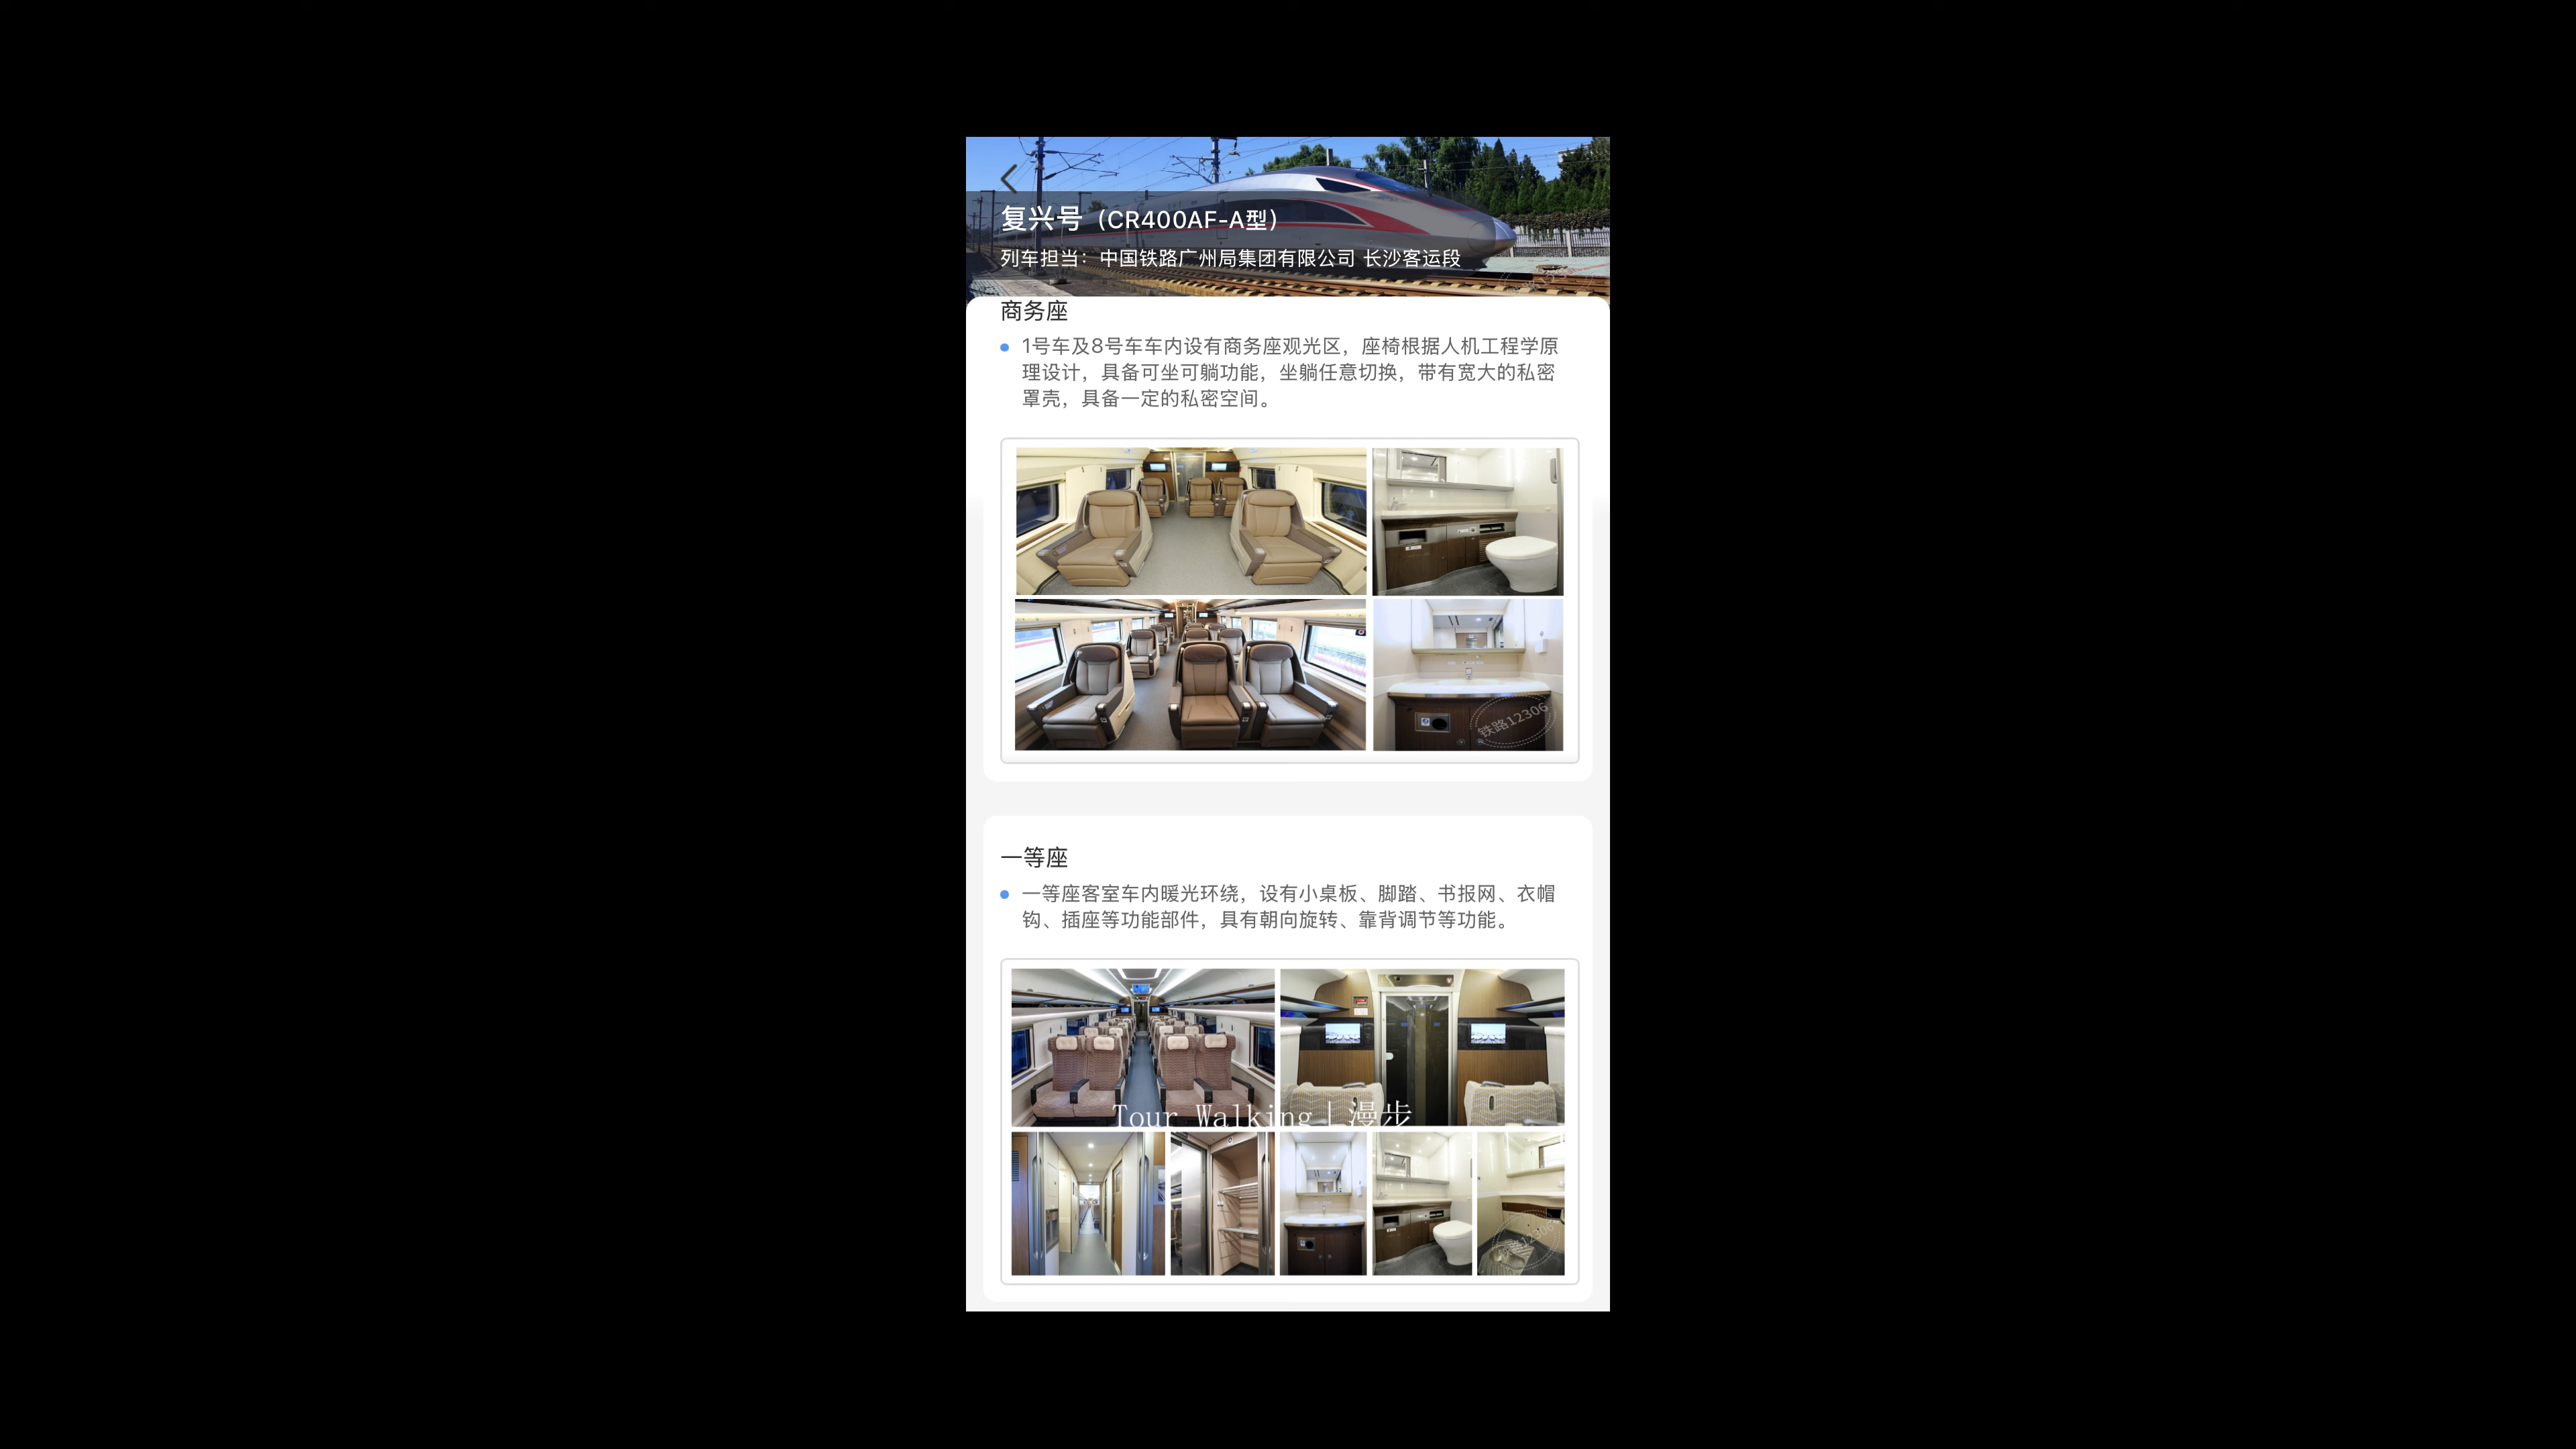 复兴号（CR400AF-A型）
列车担当：中国铁路广州局集团有限公司 长沙客运段
商务座
1号车及8号车车内设有商务座观光区，座椅根据人机工程学原
理设计，具备可坐可躺功能，坐躺任意切换，带有宽大的私密
罩壳，具备一定的私密空间。
铁路12306
一等座
一等座客室车内暖光环绕，设有小桌板、脚踏、书报网、衣帽
钩、插座等功能部件，具有朝向旋转、靠背调节等功能。
Tour Walking｜漫步
铁路12306